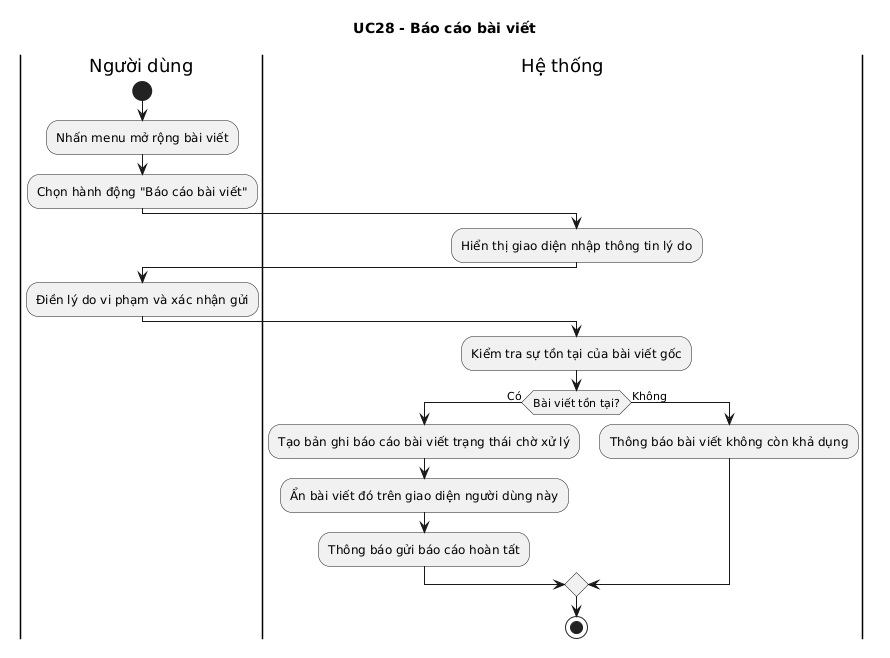 UC28 - Báo cáo bài viết
Người dùng
Hệ thống
Nhấn menu mở rộng bài viết
Chọn hành động "Báo cáo bài viết"
Hiển thị giao diện nhập thông tin lý do
Điền lý do vi phạm và xác nhận gửi
Kiểm tra sự tồn tại của bài viết gốc
Có
Bài viết tồn tại?
Không
Tạo bản ghi báo cáo bài viết trạng thái chờ xử lý
Thông báo bài viết không còn khả dụng
Ẩn bài viết đó trên giao diện người dùng này
Thông báo gửi báo cáo hoàn tất